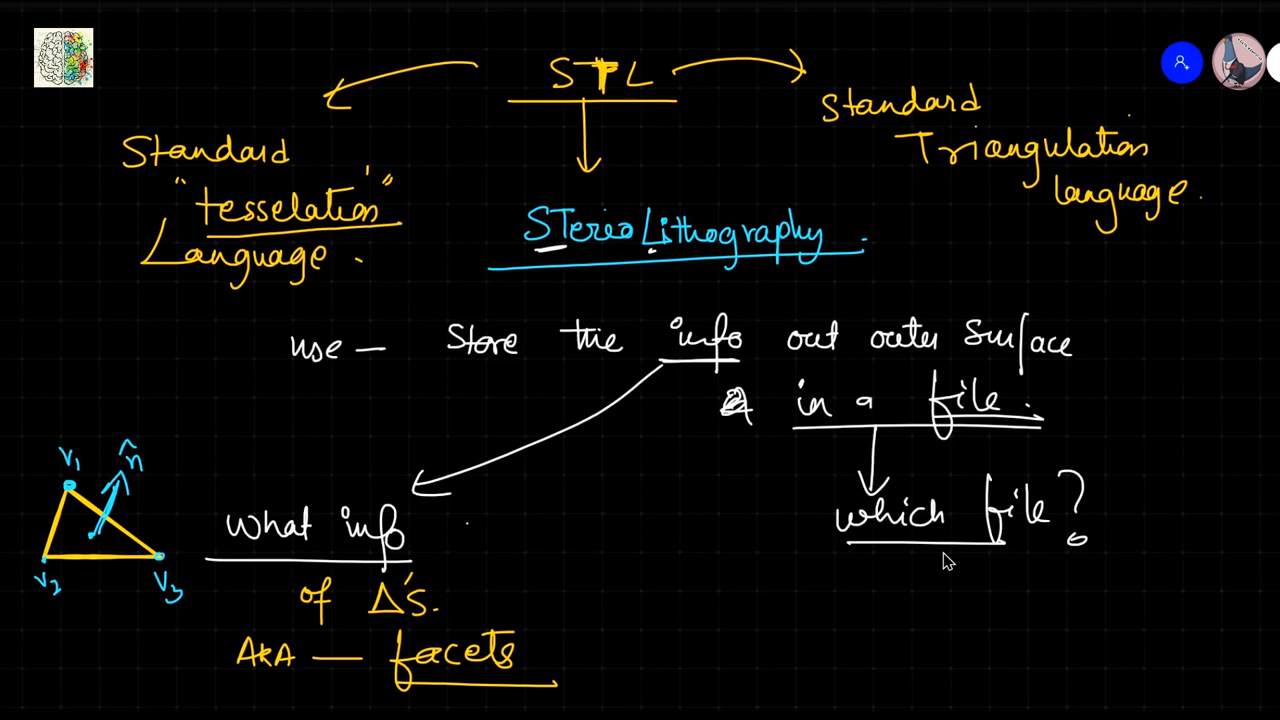 STL
Standard
"tesselation"
Language.
STerioLithography.
Standard
Triangulation
language.
use — Store the info out outer surface
in a file.
which file?
What info
of Δ's.
AKA — facets
V1
n̂
V2
V3